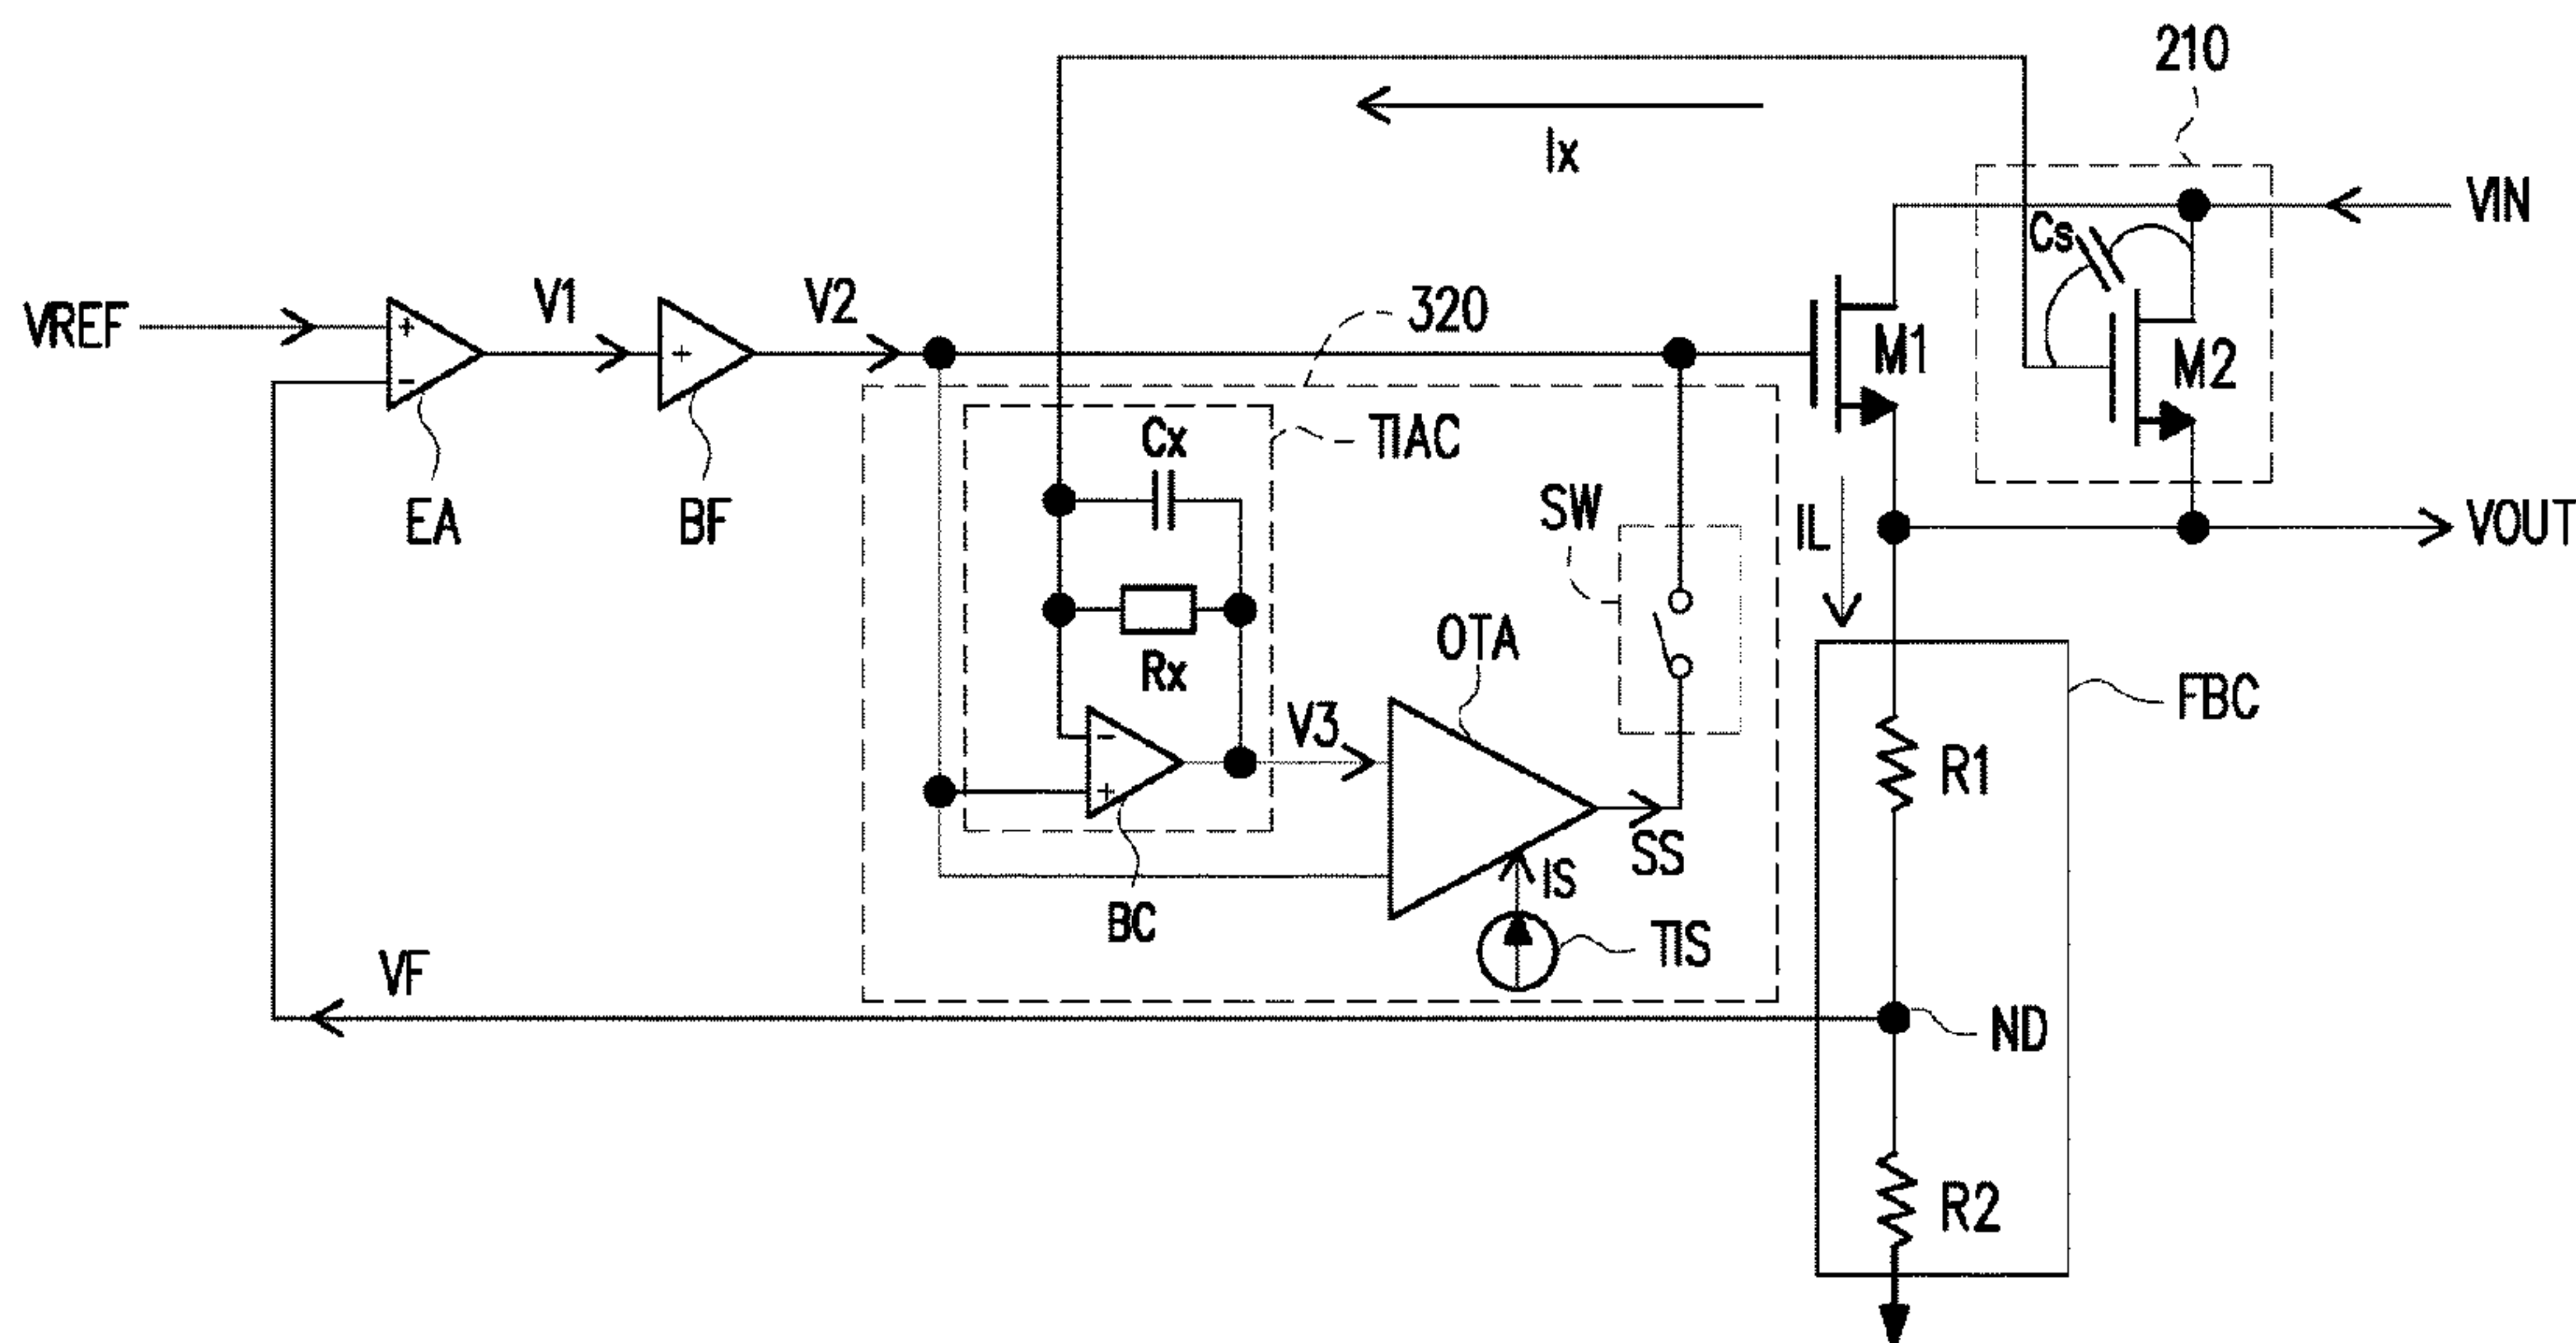 210
Ix
VIN
Cs
VREF
+
−
V1
+
V2
320
M1
M2
Cx
TIAC
EA
BF
SW
IL
VOUT
Rx
OTA
FBC
V3
−
+
R1
SS
IS
BC
TIS
VF
ND
R2